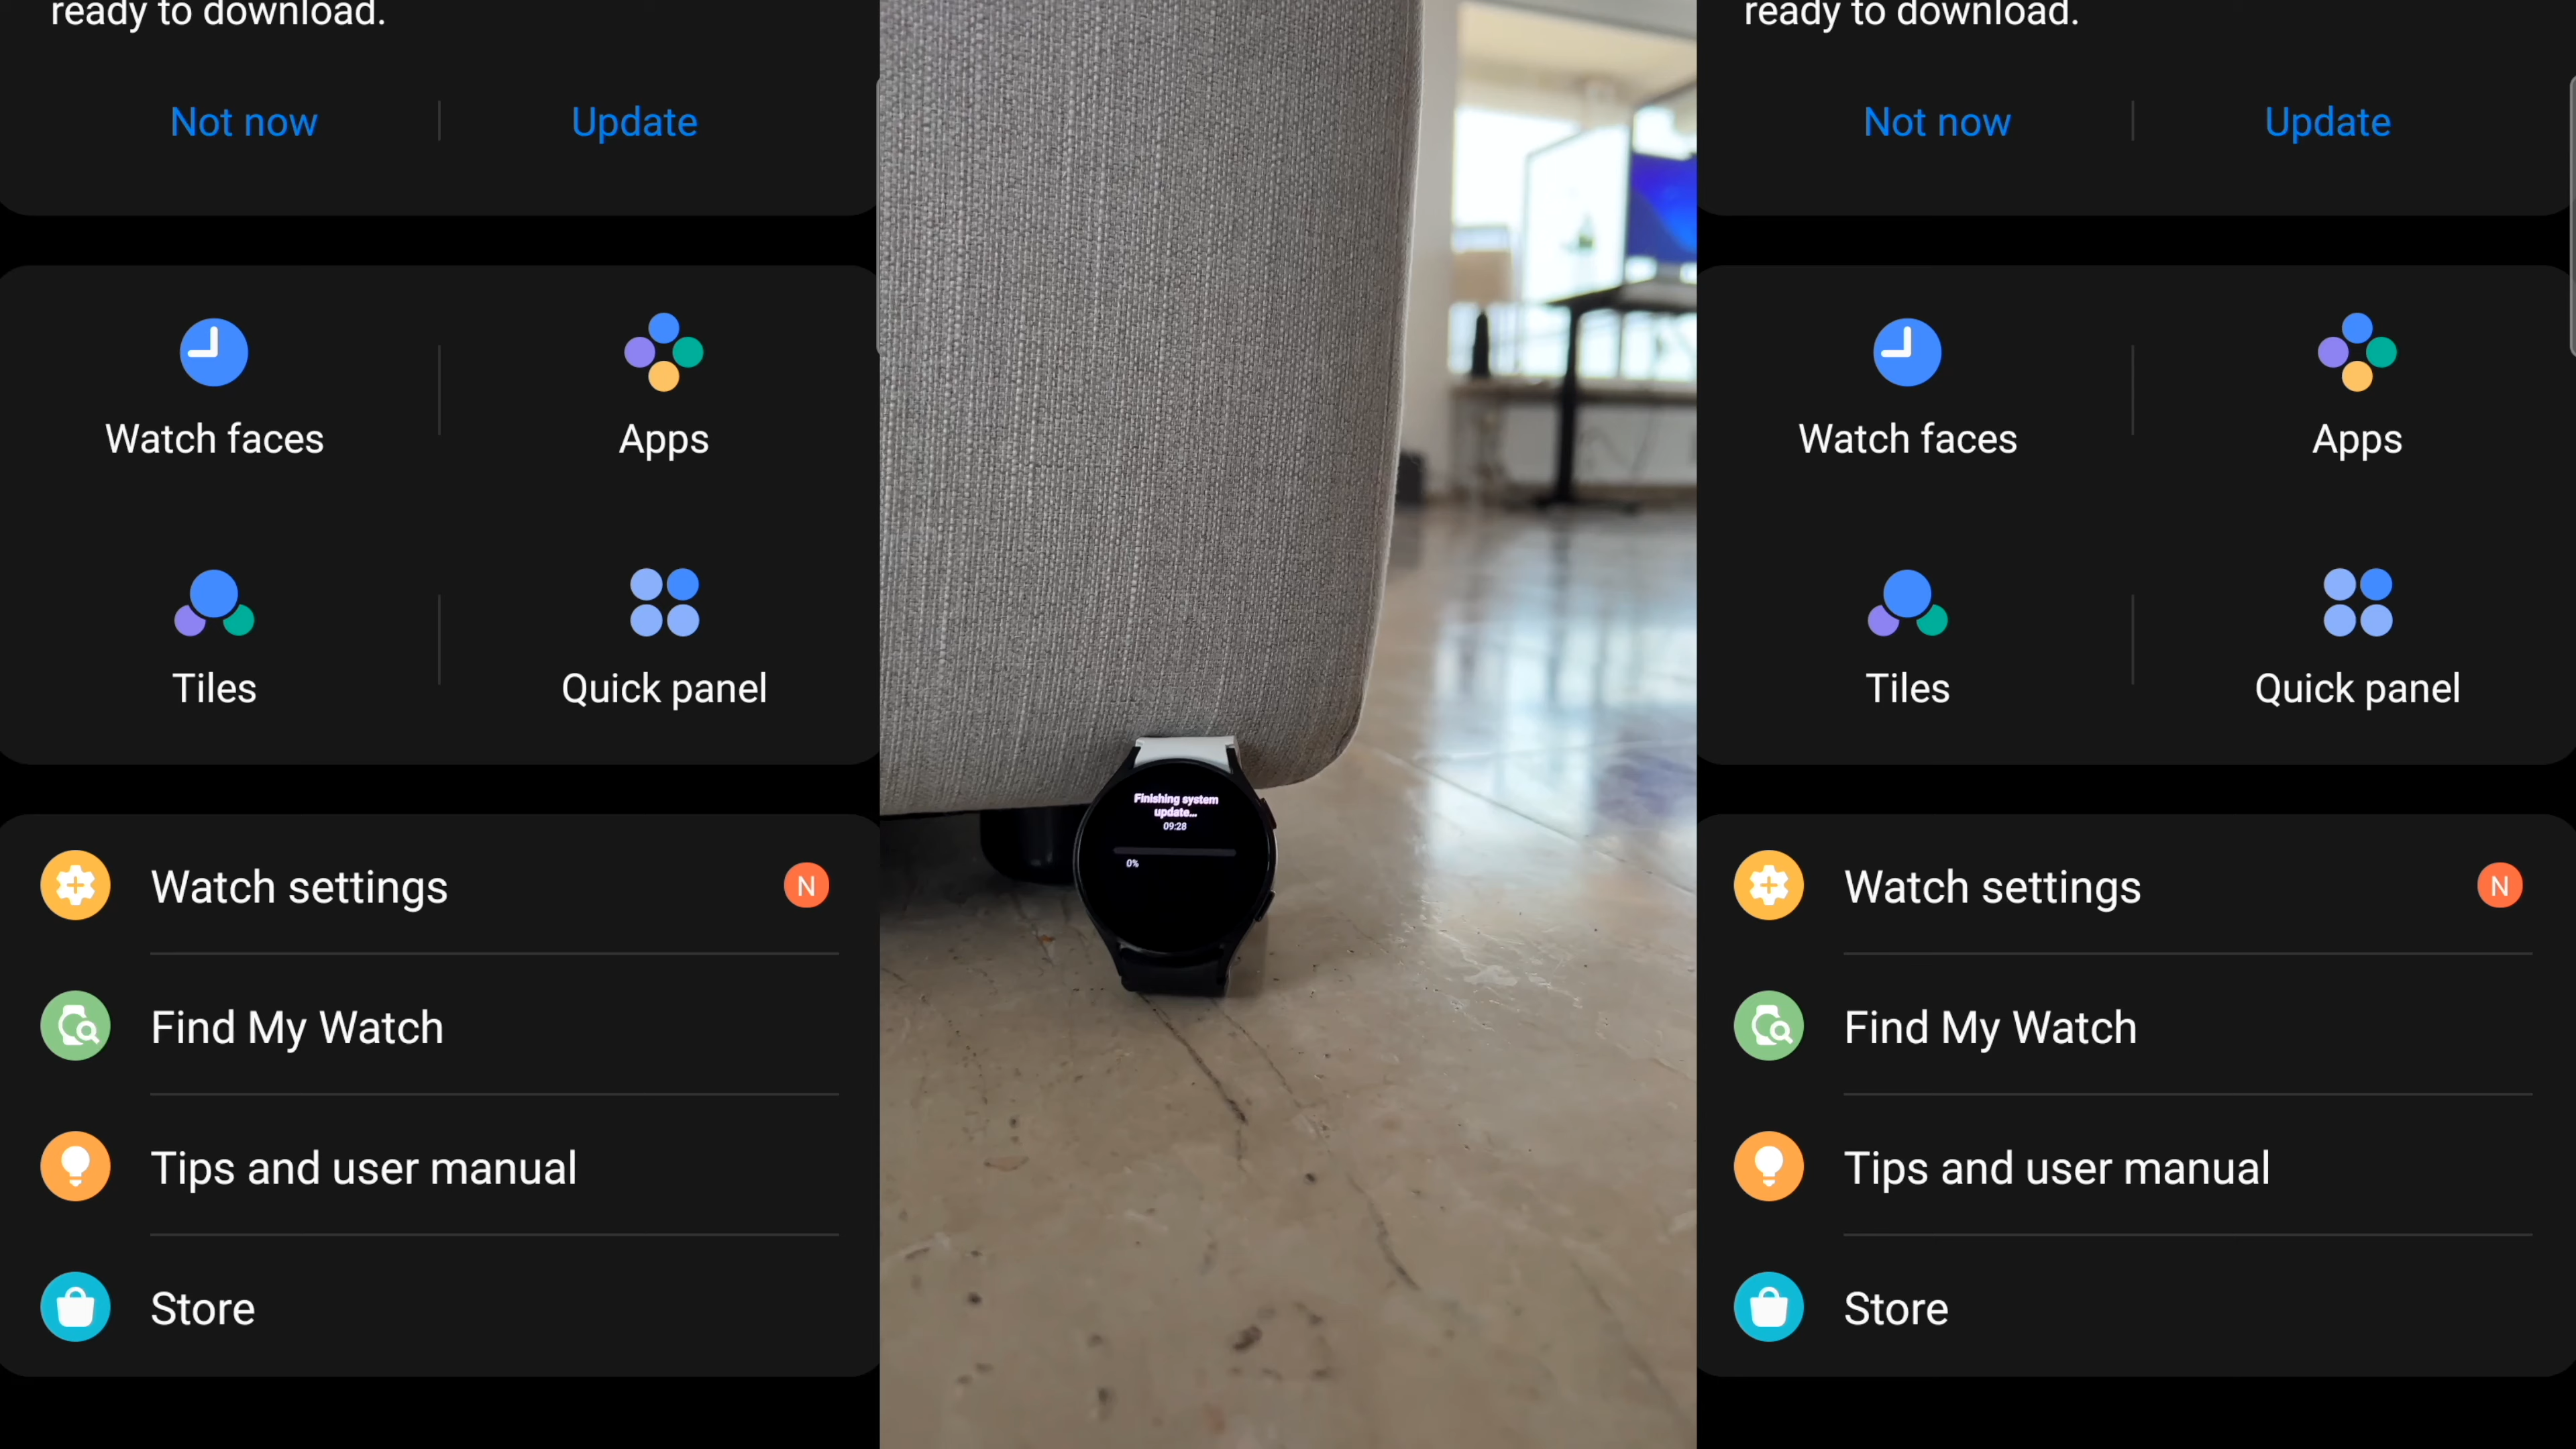 ready to download.
Not now
Update
Watch faces
Apps
Tiles
Quick panel
Watch settings
N
Find My Watch
Tips and user manual
Store
Finishing system
update...
09:28
0%
ready to download.
Not now
Update
Watch faces
Apps
Tiles
Quick panel
Watch settings
N
Find My Watch
Tips and user manual
Store